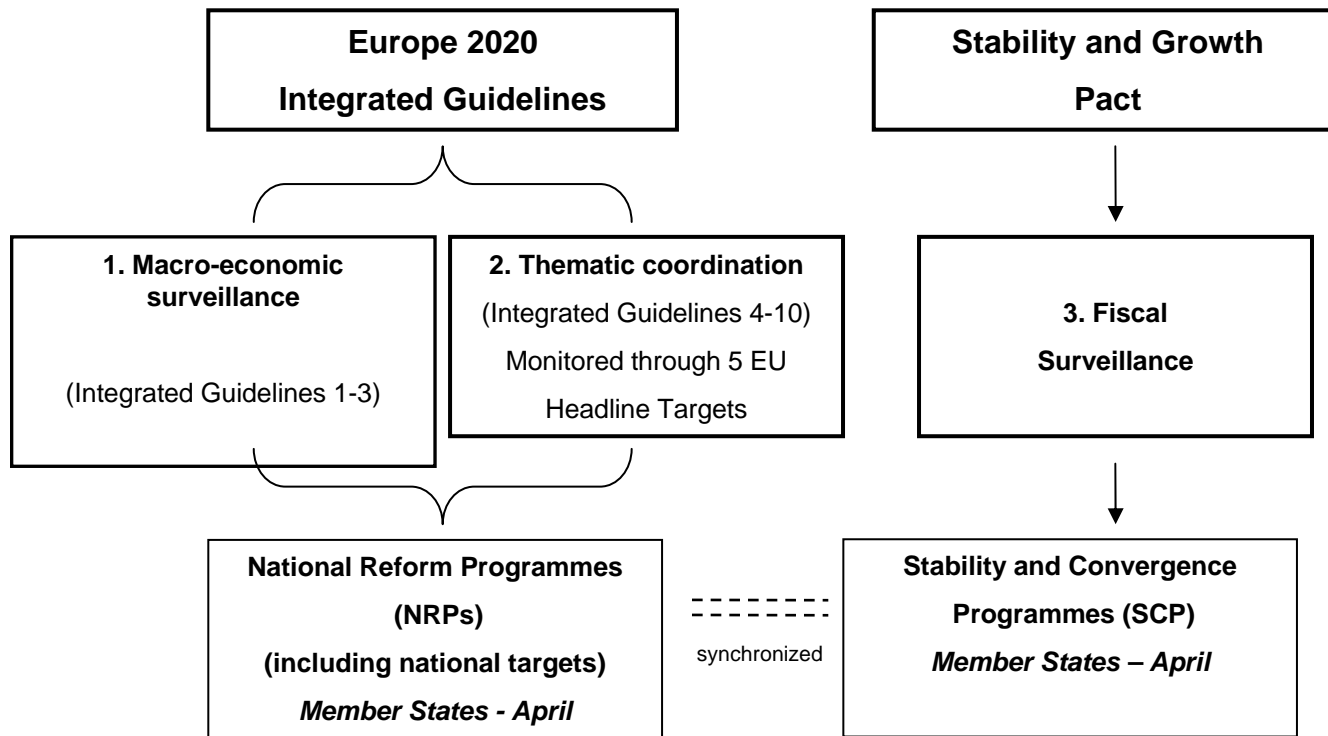 Europe 2020
Integrated Guidelines
Stability and Growth
Pact
1. Macro-economic
surveillance
(Integrated Guidelines 1-3)
2. Thematic coordination
(Integrated Guidelines 4-10)
Monitored through 5 EU
Headline Targets
3. Fiscal
Surveillance
National Reform Programmes
(NRPs)
(including national targets)
Member States - April
synchronized
Stability and Convergence
Programmes (SCP)
Member States – April